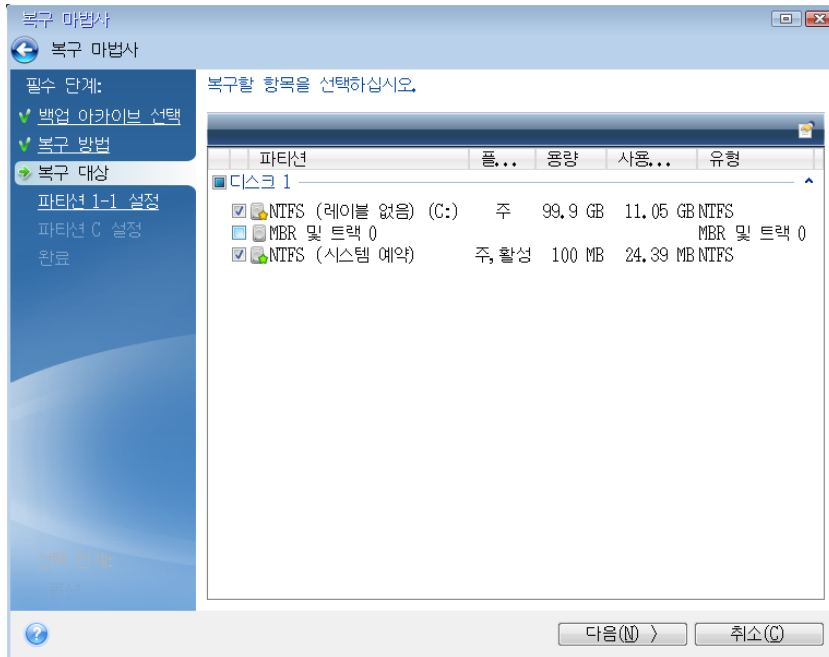 복구 마법사
복구 마법사
필수 단계:
백업 아카이브 선택
복구 방법
복구 대상
파티션 1-1 설정
파티션 C 설정
완료
복구할 항목을 선택하십시오.
파티션 플... 용량 사용... 유형
디스크 1
NTFS (레이블 없음) (C:) 주 99.9 GB 11.05 GB NTFS
MBR 및 트랙 0 MBR 및 트랙 0
NTFS (시스템 예약) 주,활성 100 MB 24.39 MB NTFS
다음(N) 〉 취소(C)